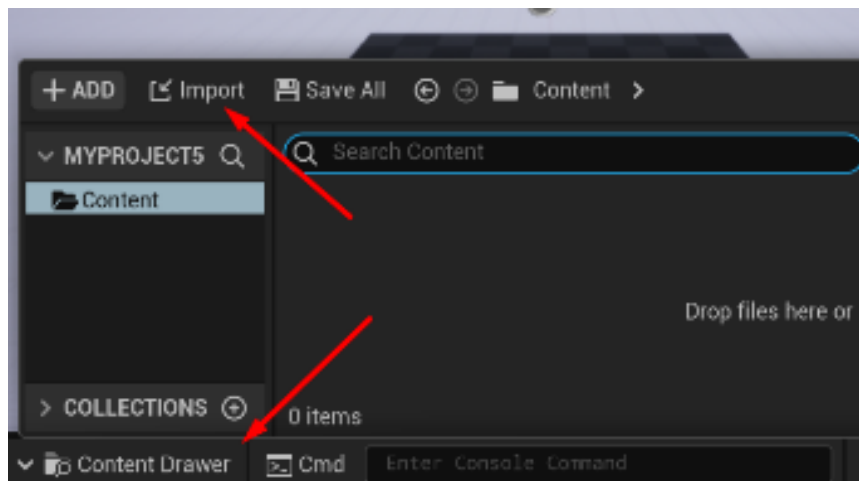 + ADD Import Save All Content >
MYPROJECT5 Search Content
Content
Drop files here or
COLLECTIONS 0 items
Content Drawer Cmd Enter Console Command